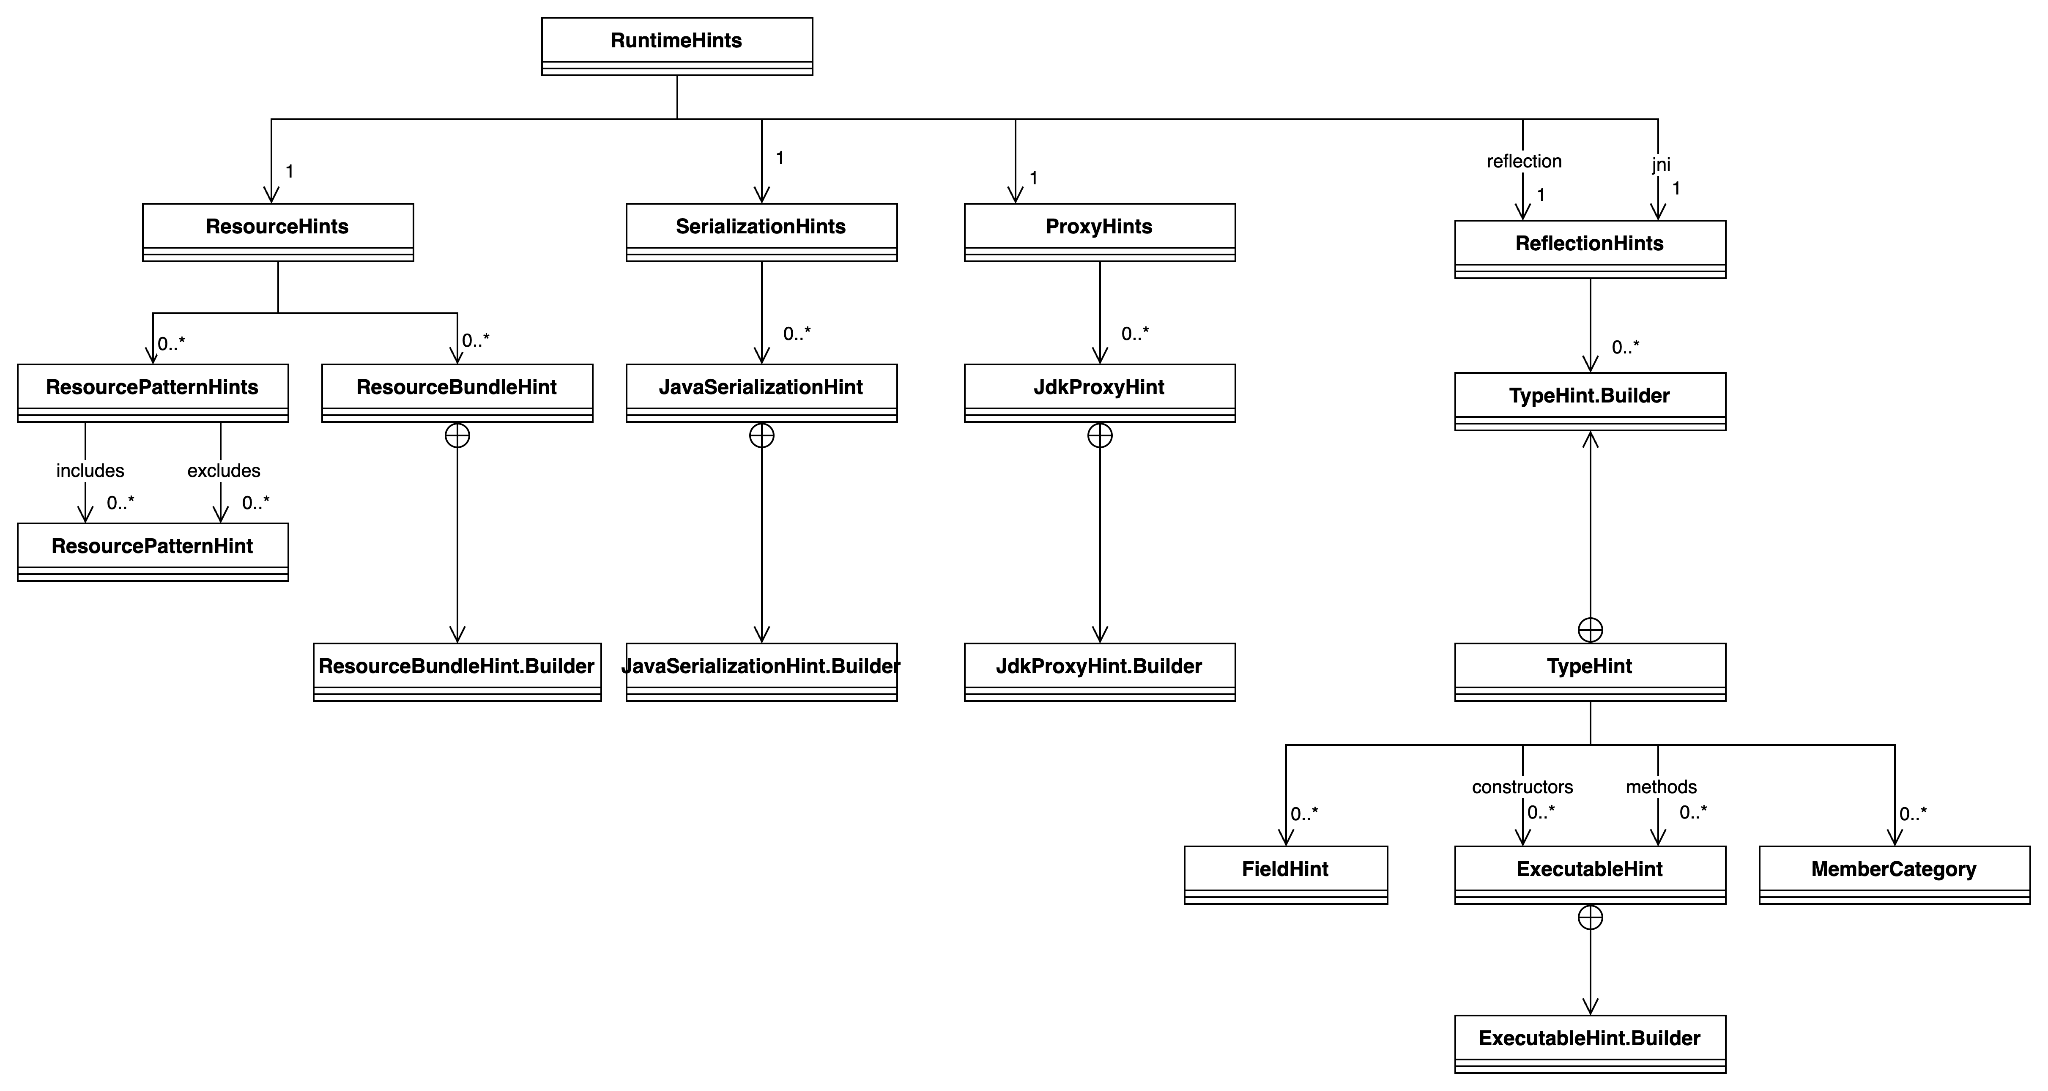 RuntimeHints
1
1
1
reflection
1
jni
1
ResourceHints
SerializationHints
ProxyHints
ReflectionHints
0..*
0..*
0..*
0..*
0..*
ResourcePatternHints
ResourceBundleHint
JavaSerializationHint
JdkProxyHint
TypeHint.Builder
includes
excludes
0..*
0..*
ResourcePatternHint
ResourceBundleHint.Builder
JavaSerializationHint.Builder
JdkProxyHint.Builder
TypeHint
constructors
methods
0..*
0..*
0..*
0..*
FieldHint
ExecutableHint
MemberCategory
ExecutableHint.Builder